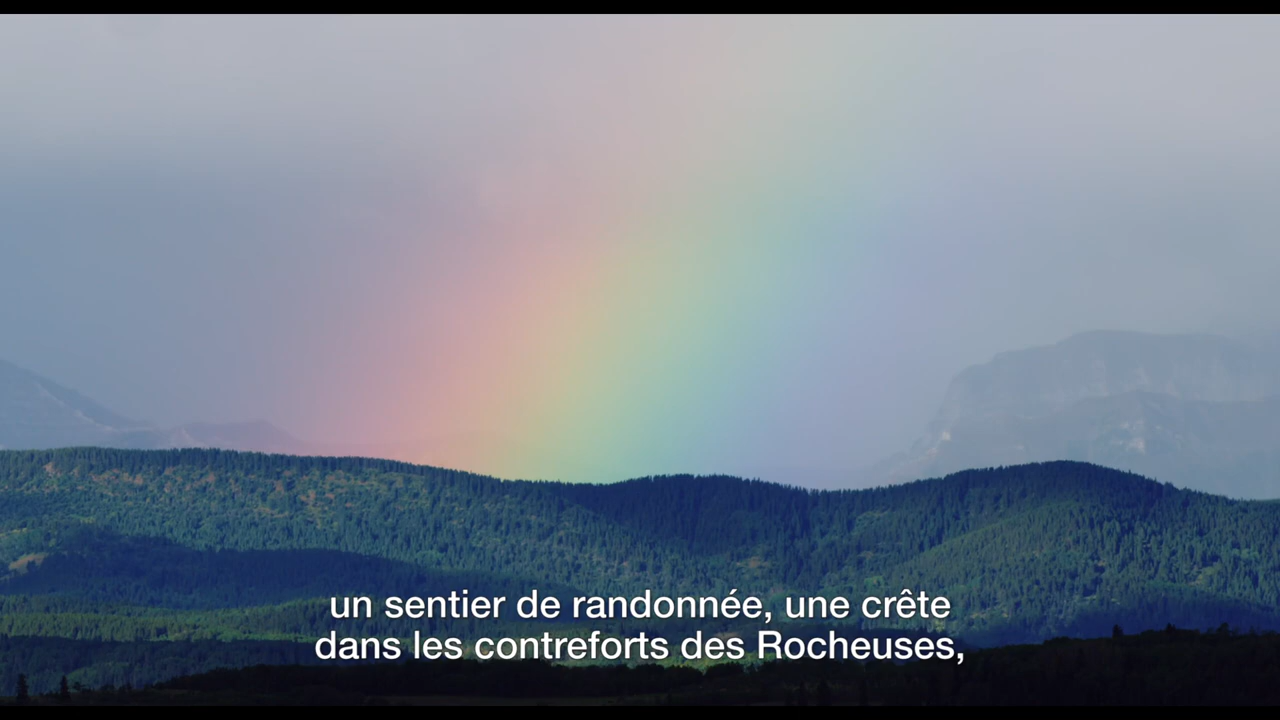 un sentier de randonnée, une crête
dans les contreforts des Rocheuses,